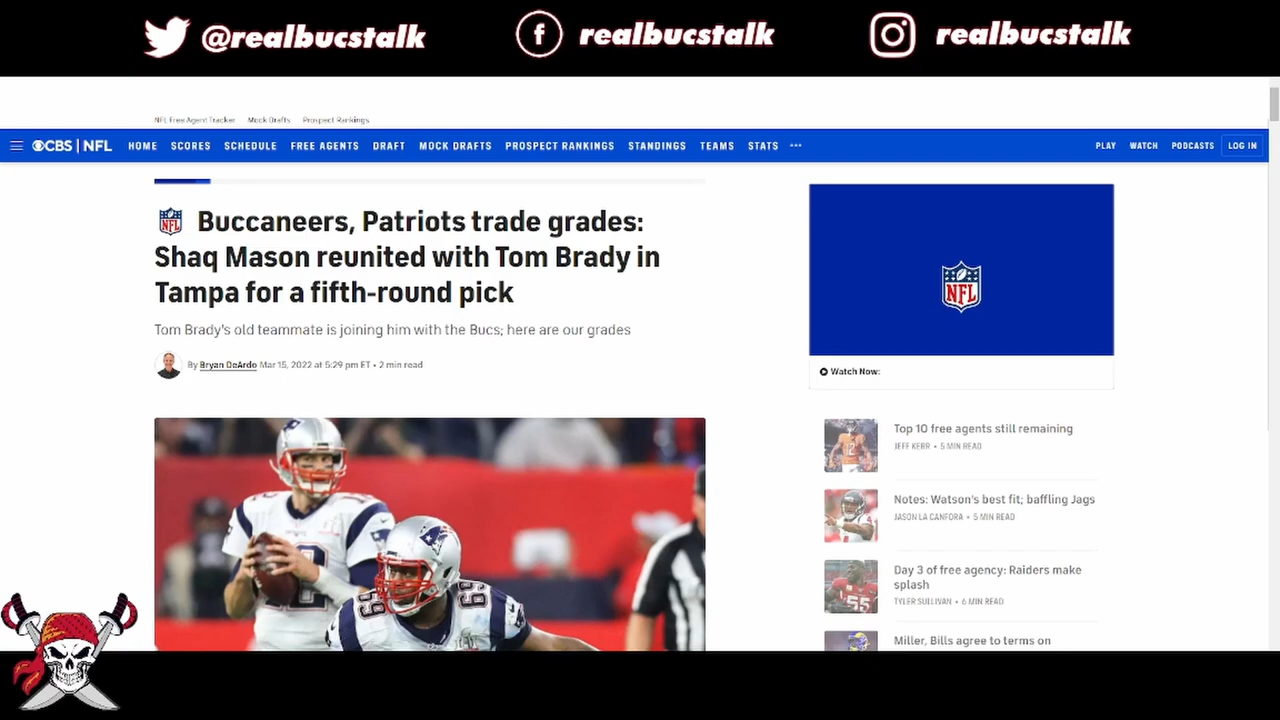 @realbucstalk
realbucstalk
realbucstalk
NFL Free Agent Tracker Mock Drafts Prospect Rankings
CBS NFL HOME SCORES SCHEDULE FREE AGENTS DRAFT MOCK DRAFTS PROSPECT RANKINGS STANDINGS TEAMS STATS ••• PLAY WATCH PODCASTS LOG IN
NFL Buccaneers, Patriots trade grades:
Shaq Mason reunited with Tom Brady in
Tampa for a fifth-round pick
Tom Brady's old teammate is joining him with the Bucs; here are our grades
By Bryan DeArdo Mar 15, 2022 at 5:29 pm ET • 2 min read
69
69
12
NFL
Watch Now:
Top 10 free agents still remaining
JEFF KERR • 5 MIN READ
Notes: Watson's best fit; baffling Jags
JASON LA CANFORA • 5 MIN READ
Day 3 of free agency: Raiders make
splash
TYLER SULLIVAN • 6 MIN READ
55
Miller, Bills agree to terms on